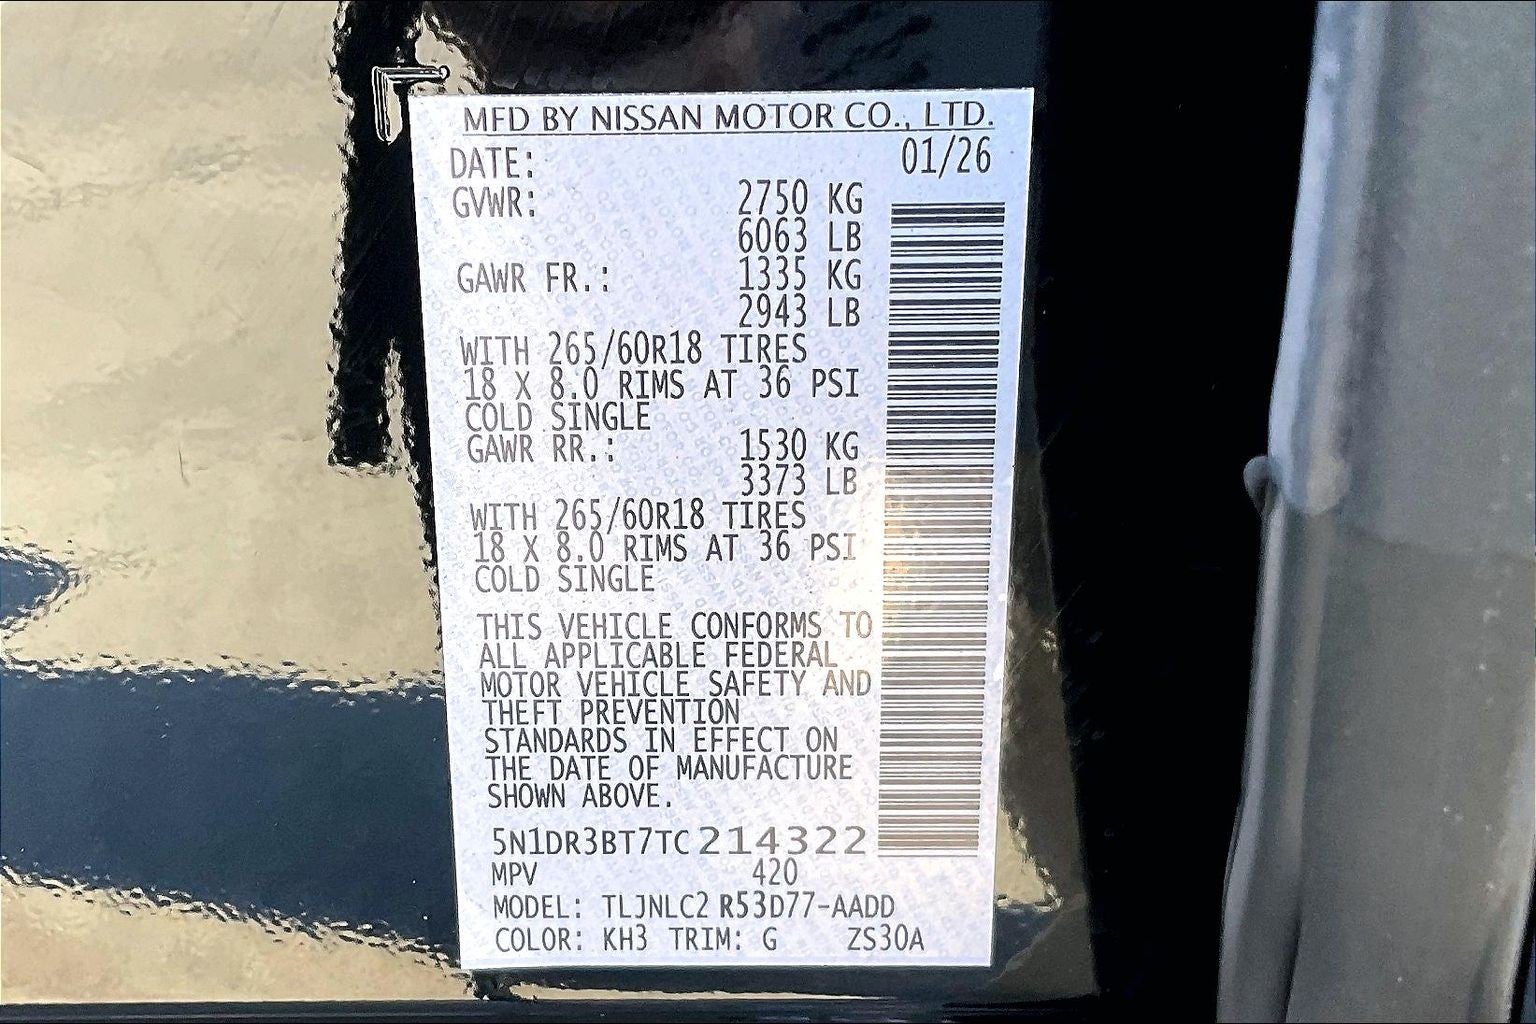 MFD BY NISSAN MOTOR CO., LTD.
DATE: 01/26
GVWR: 2750 KG
6063 LB
GAWR FR.: 1335 KG
2943 LB
WITH 265/60R18 TIRES
18 X 8.0 RIMS AT 36 PSI
COLD SINGLE
GAWR RR.: 1530 KG
3373 LB
WITH 265/60R18 TIRES
18 X 8.0 RIMS AT 36 PSI
COLD SINGLE
THIS VEHICLE CONFORMS TO
ALL APPLICABLE FEDERAL
MOTOR VEHICLE SAFETY AND
THEFT PREVENTION
STANDARDS IN EFFECT ON
THE DATE OF MANUFACTURE
SHOWN ABOVE.
5N1DR3BT7TC214322
MPV 420
MODEL: TLJNLC2 R53D77-AADD
COLOR: KH3 TRIM: G ZS30A